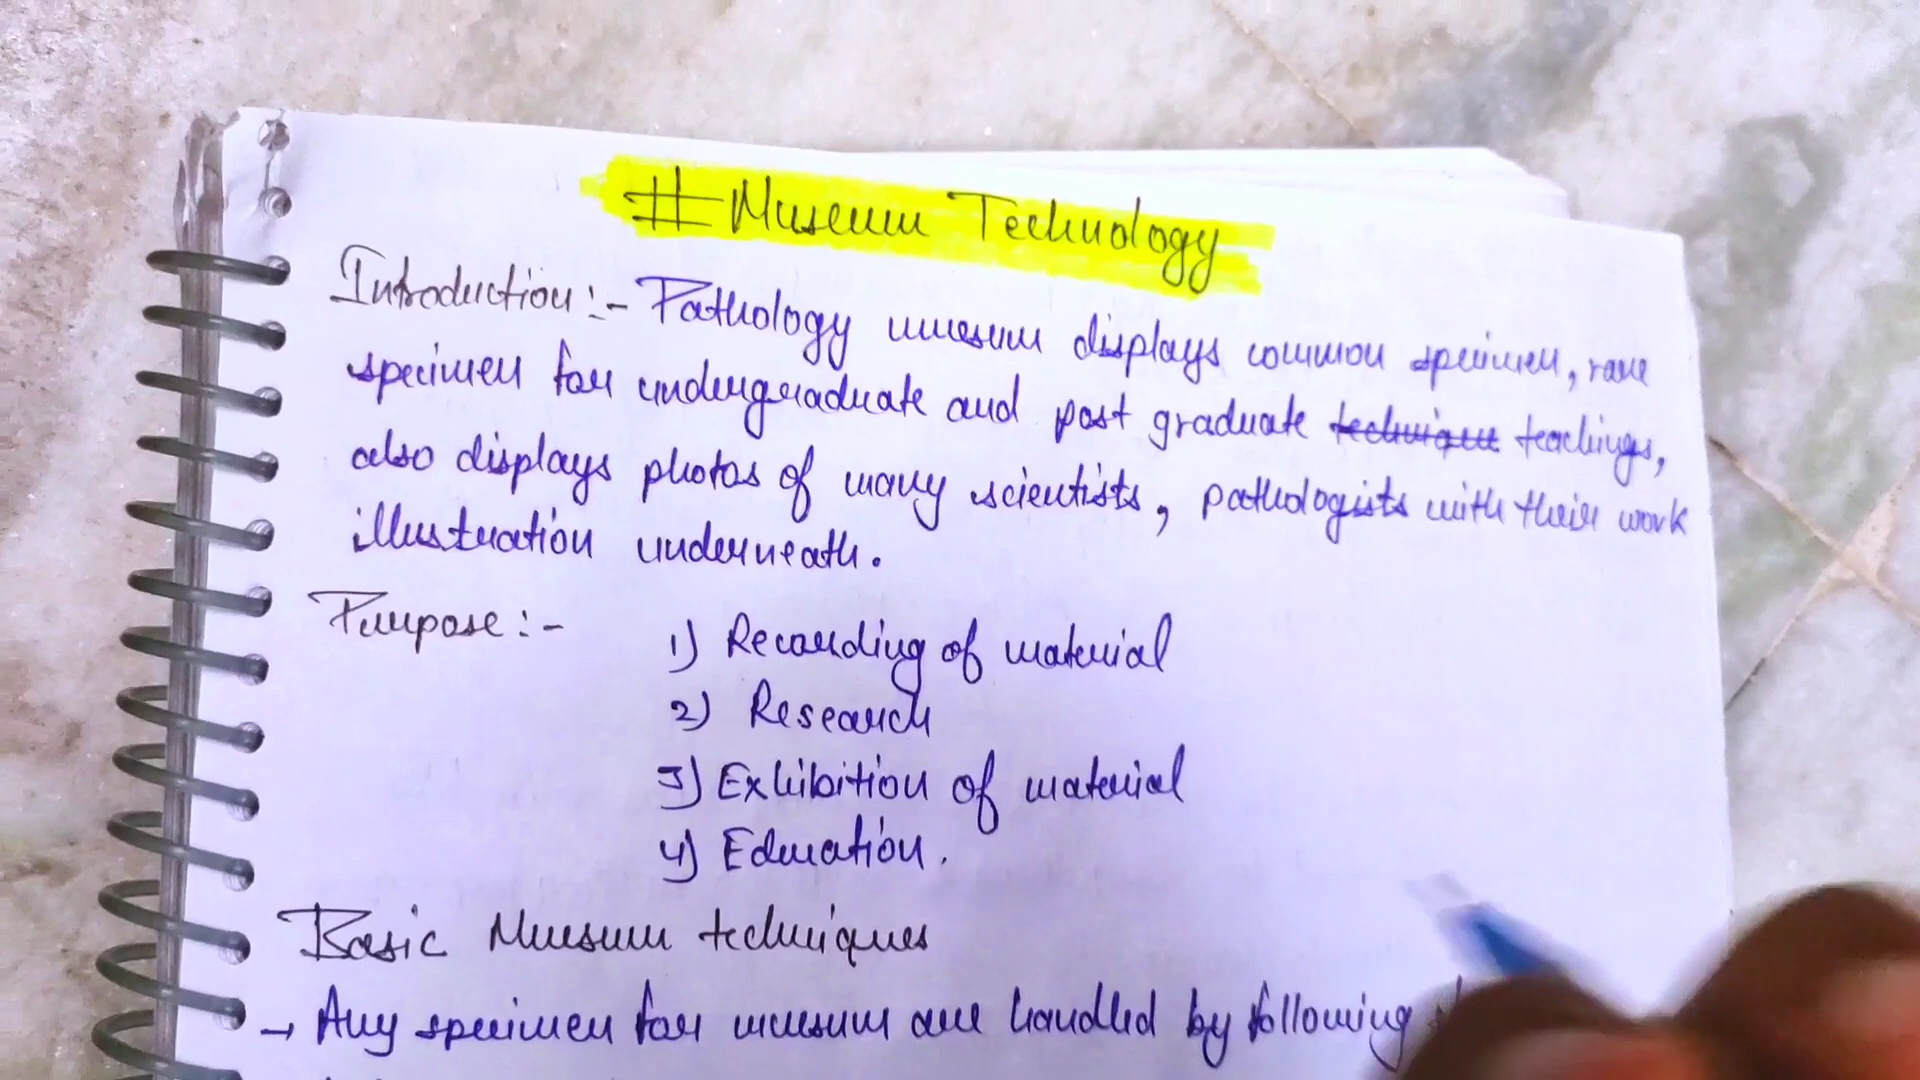 # Museum Technology
Introduction :- Pathology museum displays common specimen, rare
specimen for undergraduate and post graduate technique teachings,
also displays photos of many scientists, pathologists with their work
illustration underneath.
Purpose :-
1) Recording of material
2) Research
3) Exhibition of material
4) Education.
Basic Museum techniques
→ Any specimen for museum are handled by following